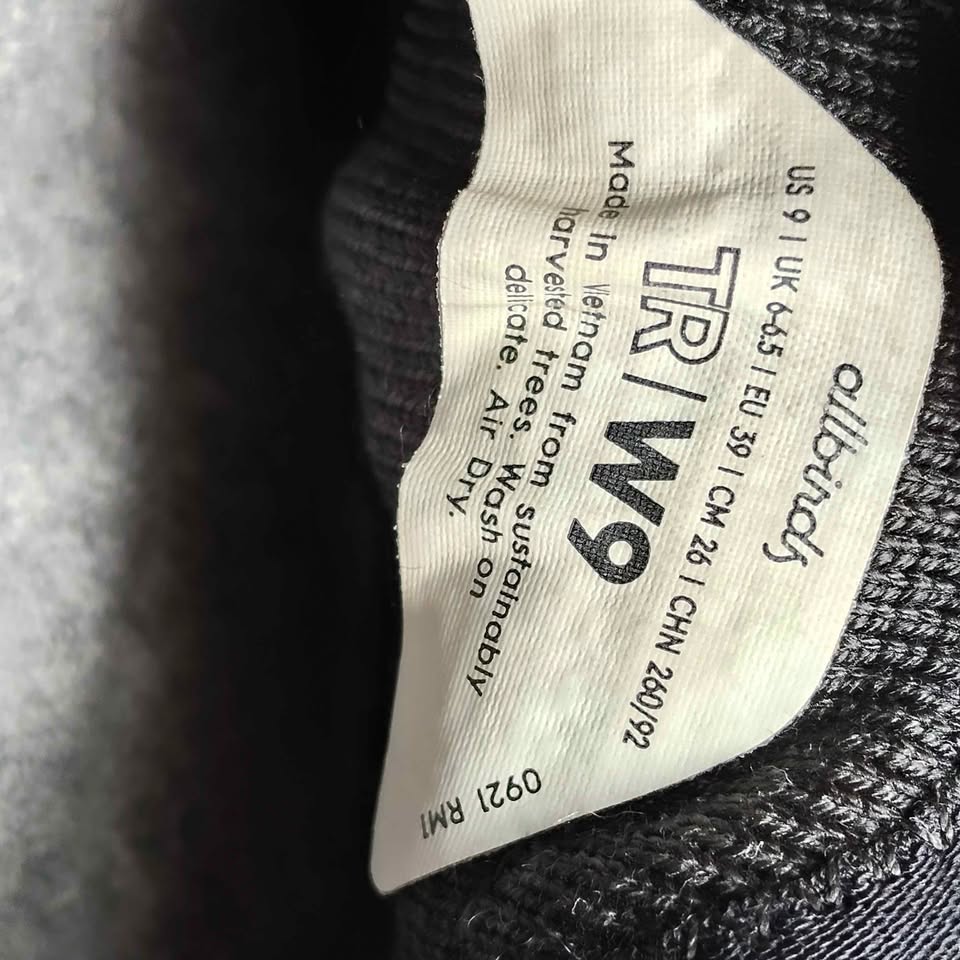 allbirds
US 9 | UK 6-6.5 | EU 39 | CM 26 | CHN 260/92
TR | W9
Made in Vietnam from sustainably
harvested trees. Wash on
delicate. Air Dry.
0921 RM1